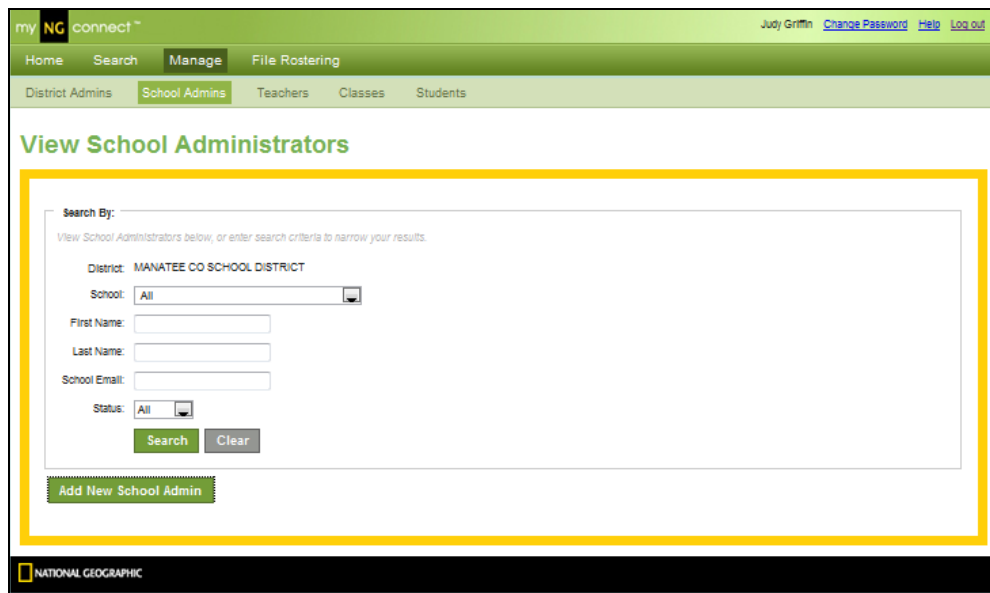 my NG connect™ Judy Griffin Change Password Help Log out
Home Search Manage File Rostering
District Admins School Admins Teachers Classes Students
View School Administrators
Search By:
View School Administrators below, or enter search criteria to narrow your results.
District: MANATEE CO SCHOOL DISTRICT
School: All
First Name:
Last Name:
School Email:
Status: All
Search Clear
Add New School Admin
NATIONAL GEOGRAPHIC